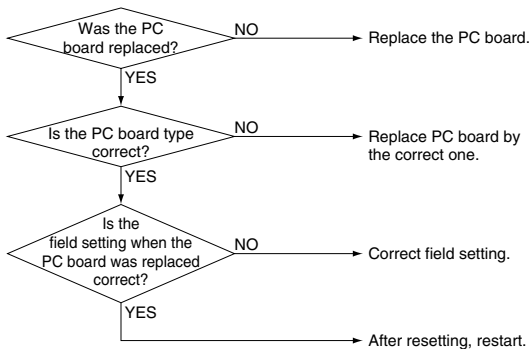 Was the PC
board replaced?
NO
Replace the PC board.
YES
Is the PC board type
correct?
NO
Replace PC board by
the correct one.
YES
Is the
field setting when the
PC board was replaced
correct?
NO
Correct field setting.
YES
After resetting, restart.